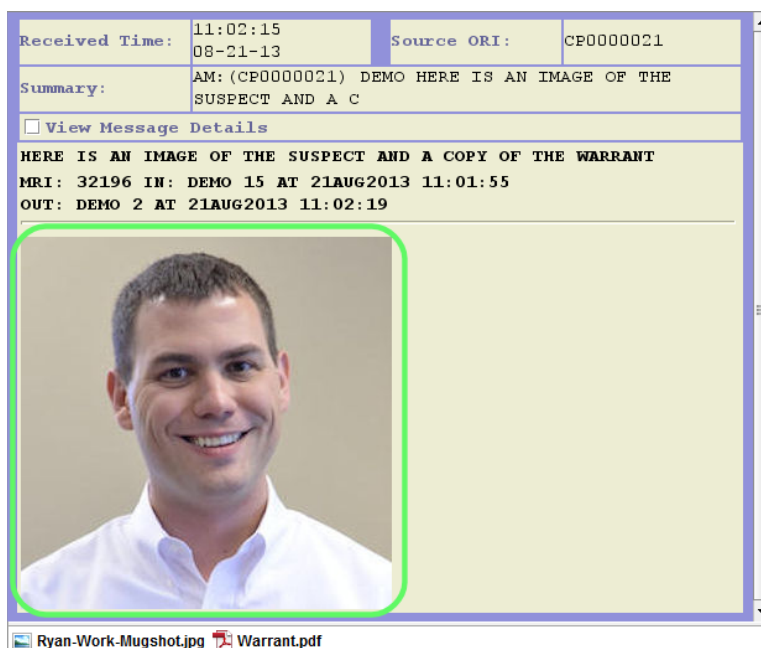 Received Time: 11:02:15
08-21-13
Source ORI: CP0000021
Summary: AM:(CP0000021) DEMO HERE IS AN IMAGE OF THE
SUSPECT AND A C
View Message Details
HERE IS AN IMAGE OF THE SUSPECT AND A COPY OF THE WARRANT
MRI: 32196 IN: DEMO 15 AT 21AUG2013 11:01:55
OUT: DEMO 2 AT 21AUG2013 11:02:19
Ryan-Work-Mugshot.jpg Warrant.pdf